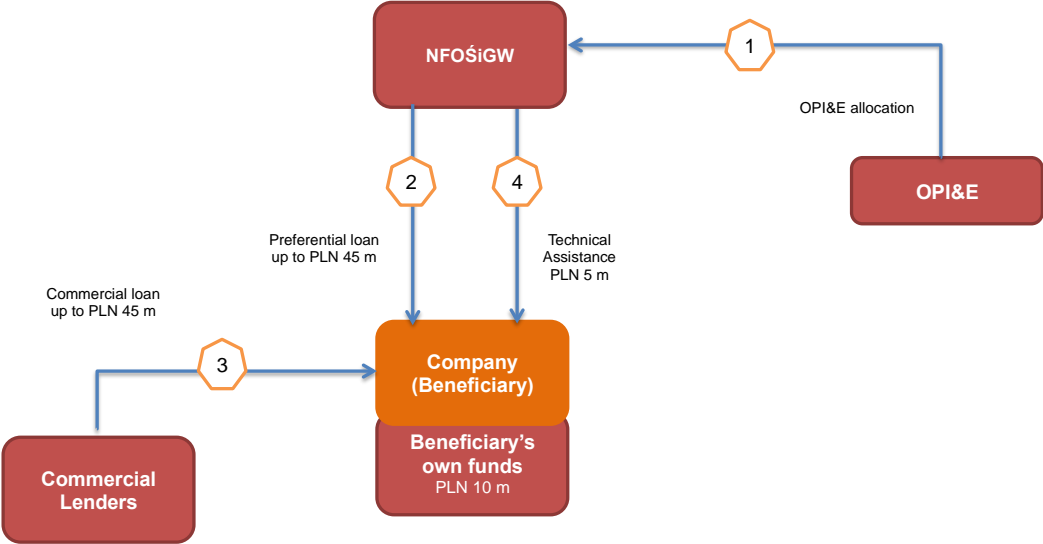 1
NFOŚiGW
OPI&E allocation
2
4
OPI&E
Preferential loan
up to PLN 45 m
Technical
Assistance
PLN 5 m
Commercial loan
up to PLN 45 m
3
Company
(Beneficiary)
Beneficiary’s
own funds
PLN 10 m
Commercial
Lenders